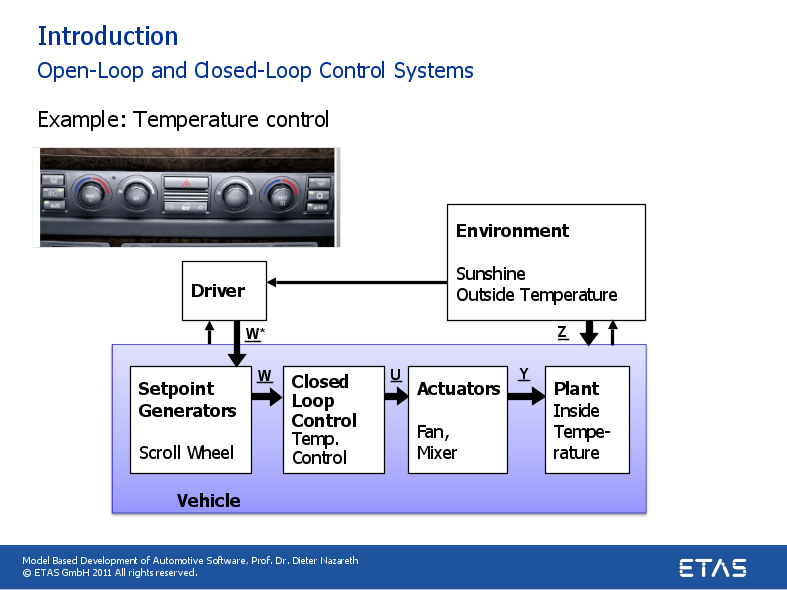 Introduction
Open-Loop and Closed-Loop Control Systems
Example: Temperature control
Environment
Sunshine
Outside Temperature
Driver
W*
Z
Setpoint
Generators
Scroll Wheel
W
Closed
Loop
Control
Temp.
Control
U
Actuators
Fan,
Mixer
Y
Plant
Inside
Tempe-
rature
Vehicle
Model Based Development of Automotive Software, Prof. Dr. Dieter Nazareth
© ETAS GmbH 2011 All rights reserved.
ETAS